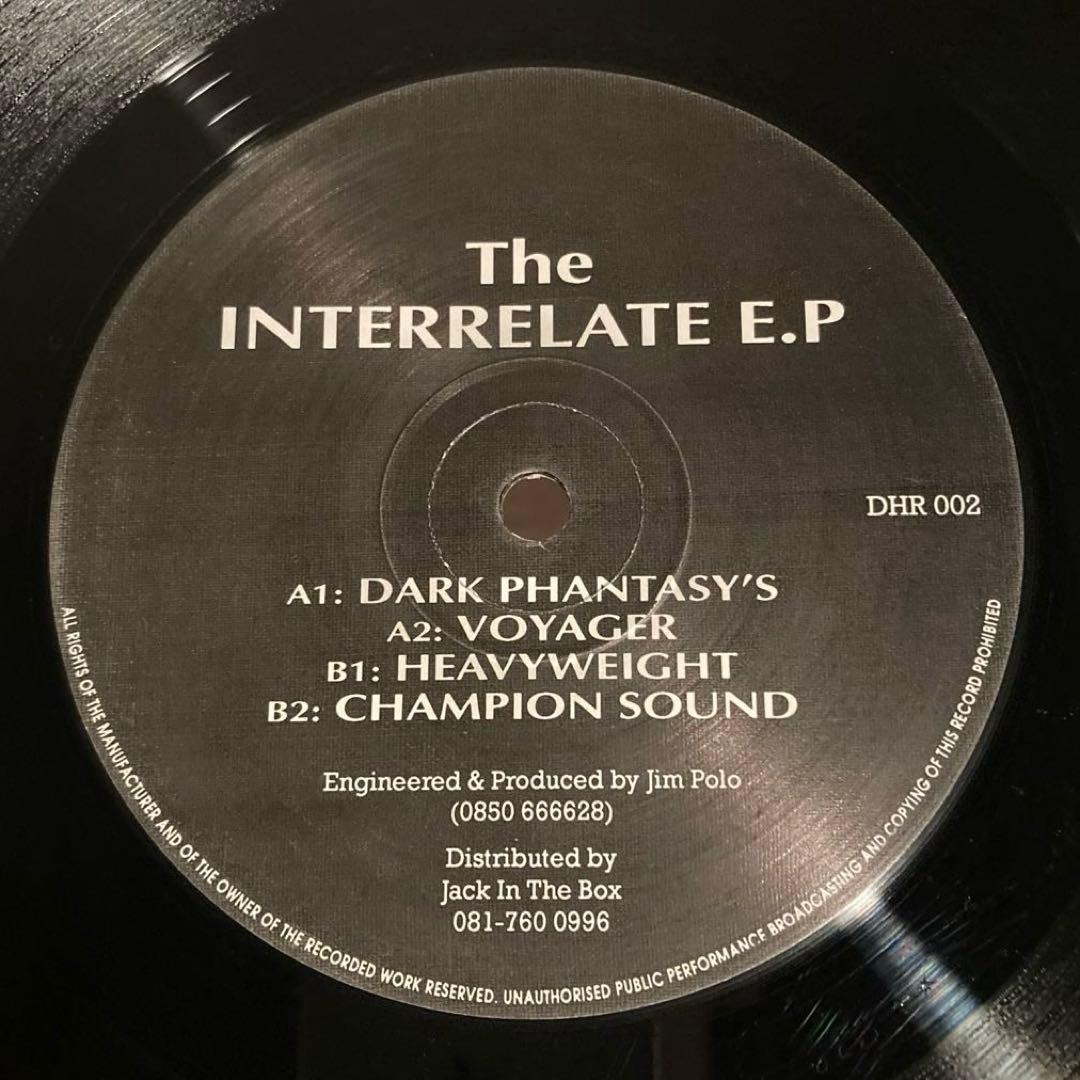 The
INTERRELATE E.P
DHR 002
A1: DARK PHANTASY'S
A2: VOYAGER
B1: HEAVYWEIGHT
B2: CHAMPION SOUND
Engineered & Produced by Jim Polo
(0850 666628)
Distributed by
Jack In The Box
081-760 0996
ALL RIGHTS OF THE MANUFACTURER AND OF THE OWNER OF THE RECORDED WORK RESERVED. UNAUTHORISED PUBLIC PERFORMANCE BROADCASTING AND COPYING OF THIS RECORD PROHIBITED